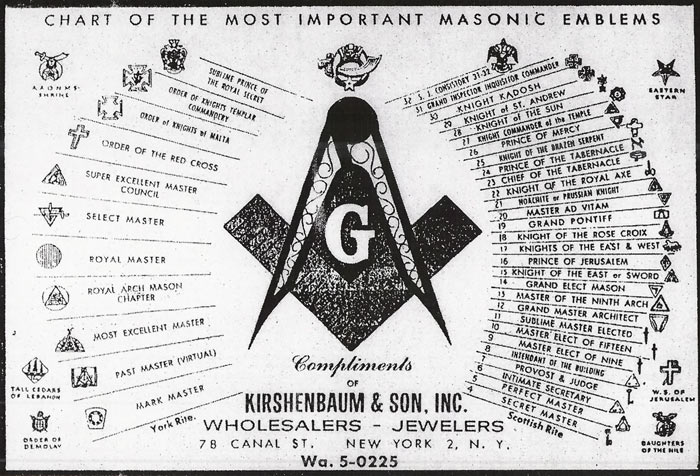 CHART OF THE MOST IMPORTANT MASONIC EMBLEMS
A.A.O.N.M.S.
SHRINE
SUBLIME PRINCE OF
THE ROYAL SECRET
ORDER OF KNIGHTS TEMPLAR
COMMANDERY
ORDER of KNIGHTS OF MALTA
ORDER OF THE RED CROSS
SUPER EXCELLENT MASTER
COUNCIL
SELECT MASTER
ROYAL MASTER
ROYAL ARCH MASON
CHAPTER
MOST EXCELLENT MASTER
PAST MASTER (VIRTUAL)
MARK MASTER
York Rite.
TALL CEDARS
OF LEBANON
ORDER OF
DEMOLAY
G
32 S. J. CONSISTORY 31-32
31 GRAND INSPECTOR INQUISITOR COMMANDER
30 KNIGHT KADOSH
29 KNIGHT of ST. ANDREW
28 KNIGHT OF THE SUN
27 KNIGHT COMMANDER of the TEMPLE
26 PRINCE OF MERCY
25 KNIGHT OF THE BRAZEN SERPENT
24 PRINCE OF THE TABERNACLE
23 CHIEF OF THE TABERNACLE
22 KNIGHT OF THE ROYAL AXE
21 NOACHITE or PRUSSIAN KNIGHT
20 MASTER AD VITAM
19 GRAND PONTIFF
18 KNIGHT OF THE ROSE CROIX
17 KNIGHTS OF THE EAST & WEST
16 PRINCE OF JERUSALEM
15 KNIGHT OF THE EAST or SWORD
14 GRAND ELECT MASON
13 MASTER OF THE NINTH ARCH
12 GRAND MASTER ARCHITECT
11 SUBLIME MASTER ELECTED
10 MASTER ELECT OF FIFTEEN
9 MASTER ELECT OF NINE
8 INTENDANT OF THE BUILDING
7 PROVOST & JUDGE
6 INTIMATE SECRETARY
5 PERFECT MASTER
4 SECRET MASTER
Scottish Rite
EASTERN
STAR
W. S. OF
JERUSALEM
DAUGHTERS
OF THE NILE
Compliments
OF
KIRSHENBAUM & SON, INC.
WHOLESALERS - JEWELERS
78 CANAL ST. NEW YORK 2, N. Y.
Wa. 5-0225